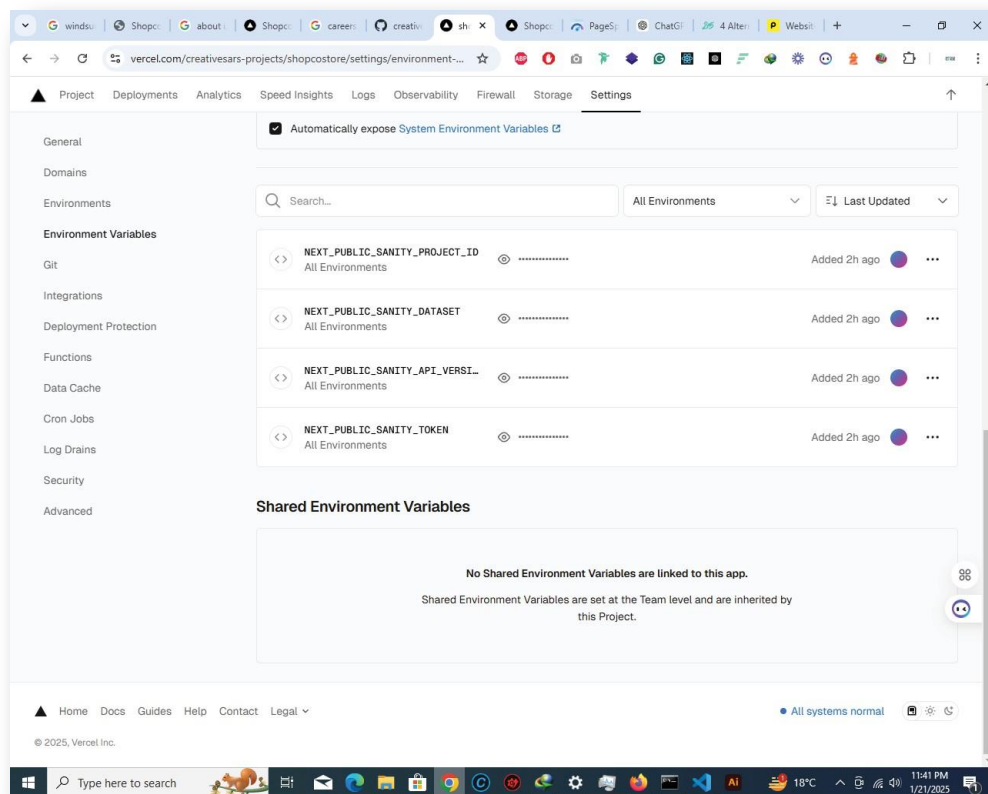 windsu
Shopco
about
Shopco
careers
creative
sh
Shopco
PageSp
ChatGP
4 Altern
Websit
vercel.com/creativesars-projects/shopcostore/settings/environment-...
Project Deployments Analytics Speed Insights Logs Observability Firewall Storage Settings
General
Domains
Environments
Environment Variables
Git
Integrations
Deployment Protection
Functions
Data Cache
Cron Jobs
Log Drains
Security
Advanced
Automatically expose System Environment Variables
Search...
All Environments
Last Updated
NEXT_PUBLIC_SANITY_PROJECT_ID
All Environments
Added 2h ago
NEXT_PUBLIC_SANITY_DATASET
All Environments
Added 2h ago
NEXT_PUBLIC_SANITY_API_VERSI…
All Environments
Added 2h ago
NEXT_PUBLIC_SANITY_TOKEN
All Environments
Added 2h ago
Shared Environment Variables
No Shared Environment Variables are linked to this app.
Shared Environment Variables are set at the Team level and are inherited by
this Project.
Home Docs Guides Help Contact Legal
All systems normal
© 2025, Vercel Inc.
Type here to search
Ai
18°C
11:41 PM
1/21/2025